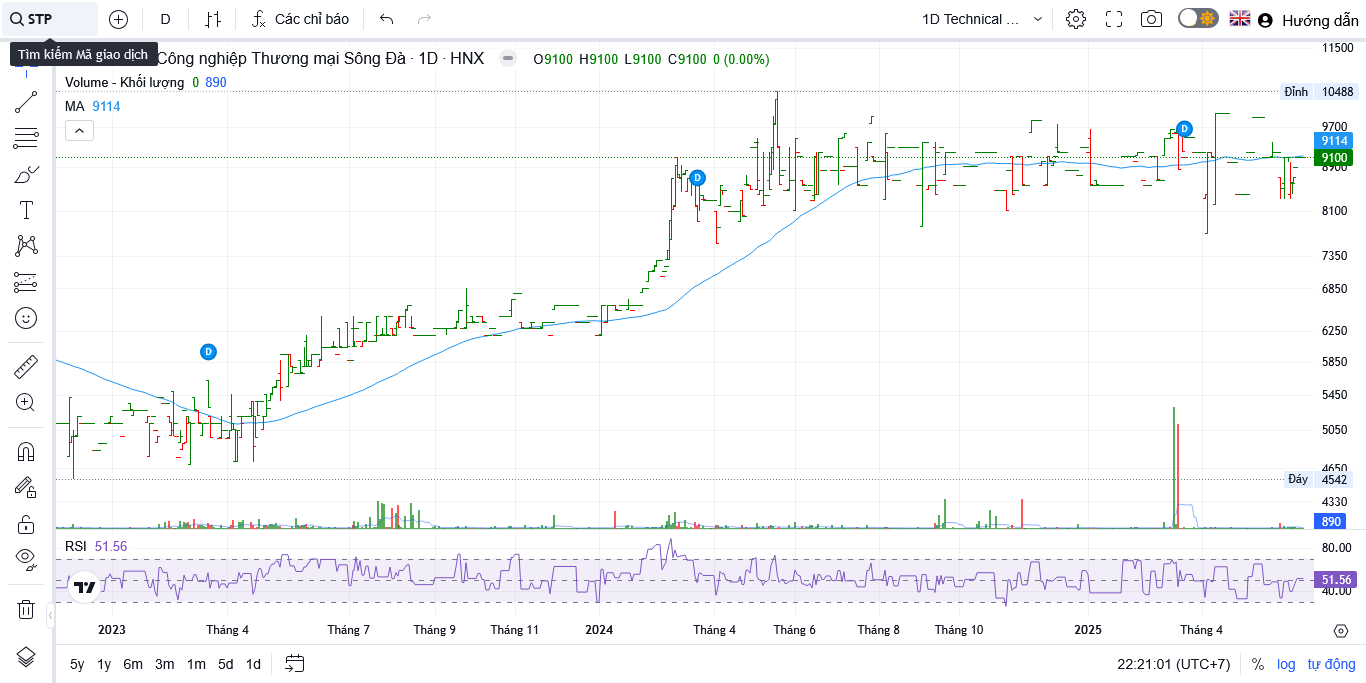 STP D Các chỉ báo 1D Technical ... Hướng dẫn
Tìm kiếm Mã giao dịch
Công nghiệp Thương mại Sông Đà · 1D · HNX O9100 H9100 L9100 C9100 0 (0.00%)
Volume - Khối lượng 0 890
MA 9114
11500
Đỉnh 10488
9700
9114
9100
8900
8100
7350
6850
6250
5850
5450
5050
4650
Đáy 4542
4330
890
D
D
D
T
RSI 51.56
80.00
51.56
40.00
2023 Tháng 4 Tháng 7 Tháng 9 Tháng 11 2024 Tháng 4 Tháng 6 Tháng 8 Tháng 10 2025 Tháng 4
5y 1y 6m 3m 1m 5d 1d 22:21:01 (UTC+7) % log tự động